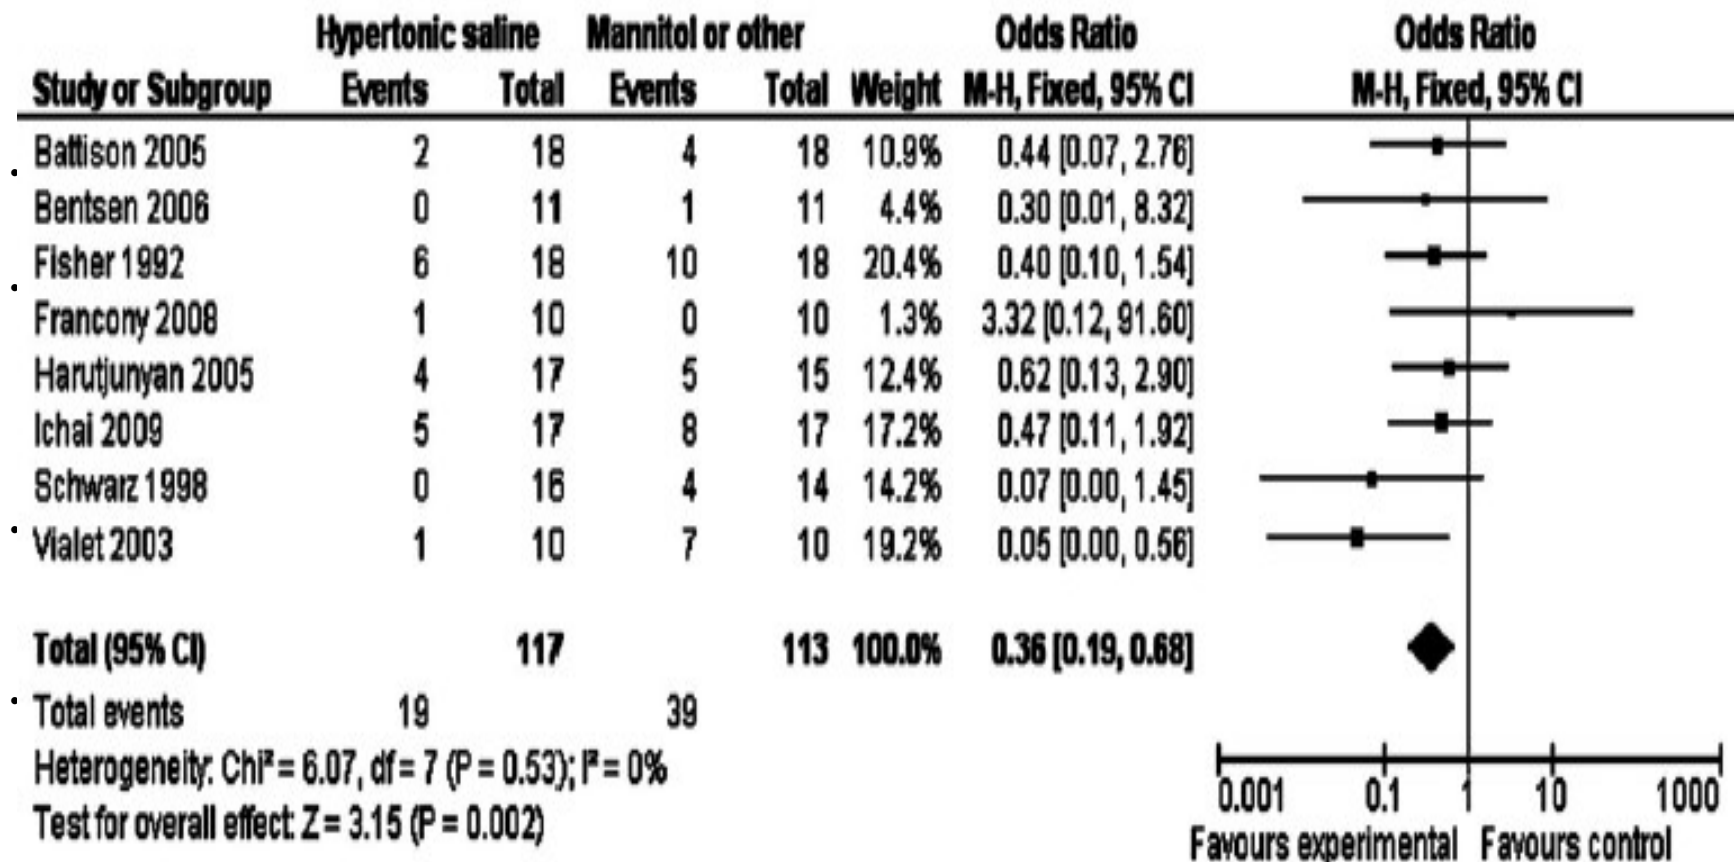 Hypertonic saline Mannitol or other Odds Ratio Odds Ratio
Study or Subgroup Events Total Events Total Weight M-H, Fixed, 95% CI M-H, Fixed, 95% CI
Battison 2005 2 18 4 18 10.9% 0.44 [0.07, 2.76]
Bentsen 2006 0 11 1 11 4.4% 0.30 [0.01, 8.32]
Fisher 1992 6 18 10 18 20.4% 0.40 [0.10, 1.54]
Francony 2008 1 10 0 10 1.3% 3.32 [0.12, 91.60]
Harutjunyan 2005 4 17 5 15 12.4% 0.62 [0.13, 2.90]
Ichai 2009 5 17 8 17 17.2% 0.47 [0.11, 1.92]
Schwarz 1998 0 16 4 14 14.2% 0.07 [0.00, 1.45]
Vialet 2003 1 10 7 10 19.2% 0.05 [0.00, 0.56]
Total (95% CI) 117 113 100.0% 0.36 [0.19, 0.68]
Total events 19 39
Heterogeneity: Chi² = 6.07, df = 7 (P = 0.53); I² = 0%
Test for overall effect: Z = 3.15 (P = 0.002)
0.001 0.1 1 10 1000
Favours experimental Favours control